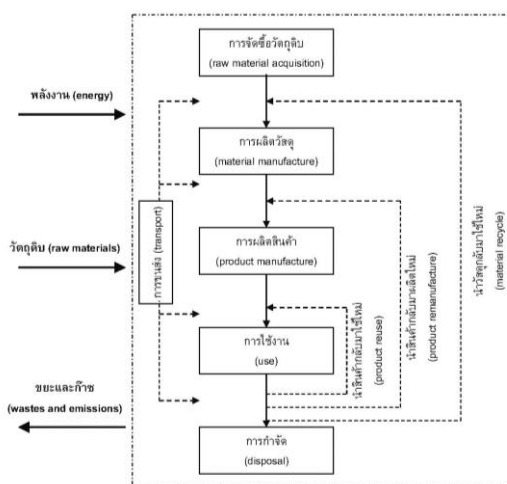 การจัดซื้อวัตถุดิบ
(raw material acquisition)
พลังงาน (energy)
การผลิตวัสดุ
(material manufacture)
การขนส่ง (transport)
วัตถุดิบ (raw materials)
การผลิตสินค้า
(product manufacture)
นำวัสดุกลับมาใช้ใหม่
(material recycle)
นำสินค้ากลับมาผลิตใหม่
(product remanufacture)
นำสินค้ากลับมาใช้ใหม่
(product reuse)
การใช้งาน
(use)
ขยะและก๊าซ
(wastes and emissions)
การกำจัด
(disposal)